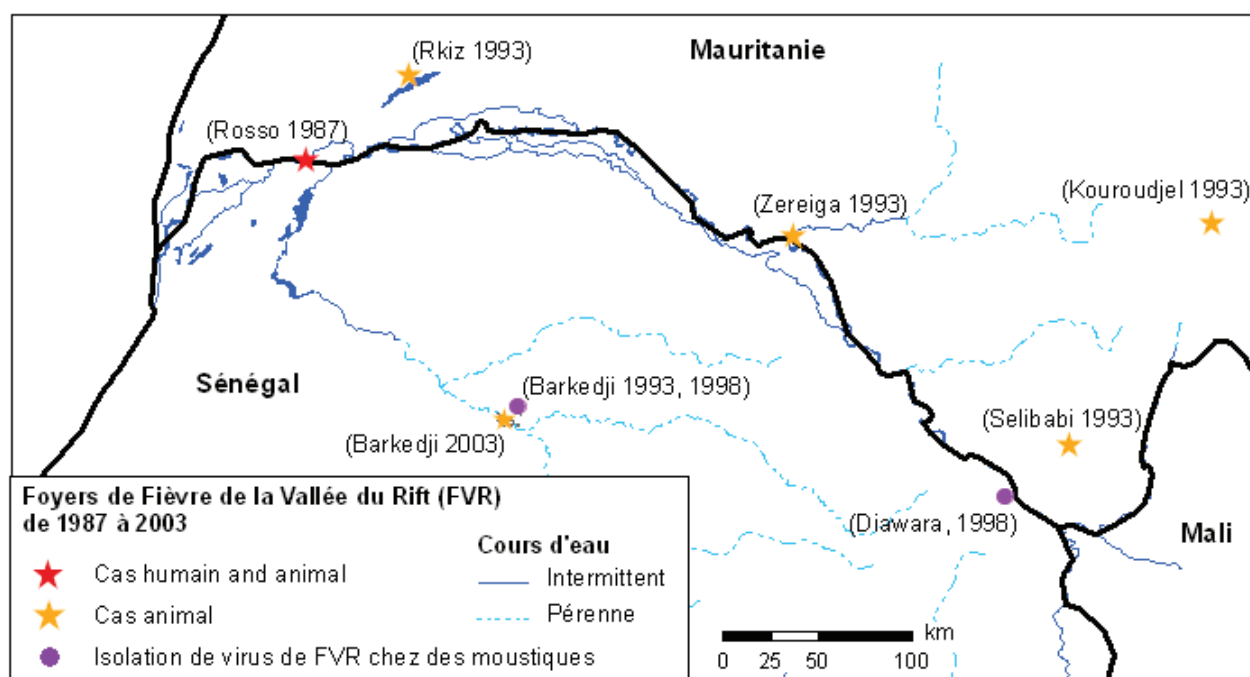 Mauritanie
(Rkiz 1993)
(Rosso 1987)
(Kouroudjel 1993)
(Zereiga 1993)
Sénégal
(Barkedji 1993, 1998)
(Barkedji 2003)
(Selibabi 1993)
(Diawara, 1998)
Mali
Foyers de Fièvre de la Vallée du Rift (FVR)
de 1987 à 2003
Cas humain and animal
Cas animal
Isolation de virus de FVR chez des moustiques
Cours d'eau
Intermittent
Pérenne
km
0 25 50 100